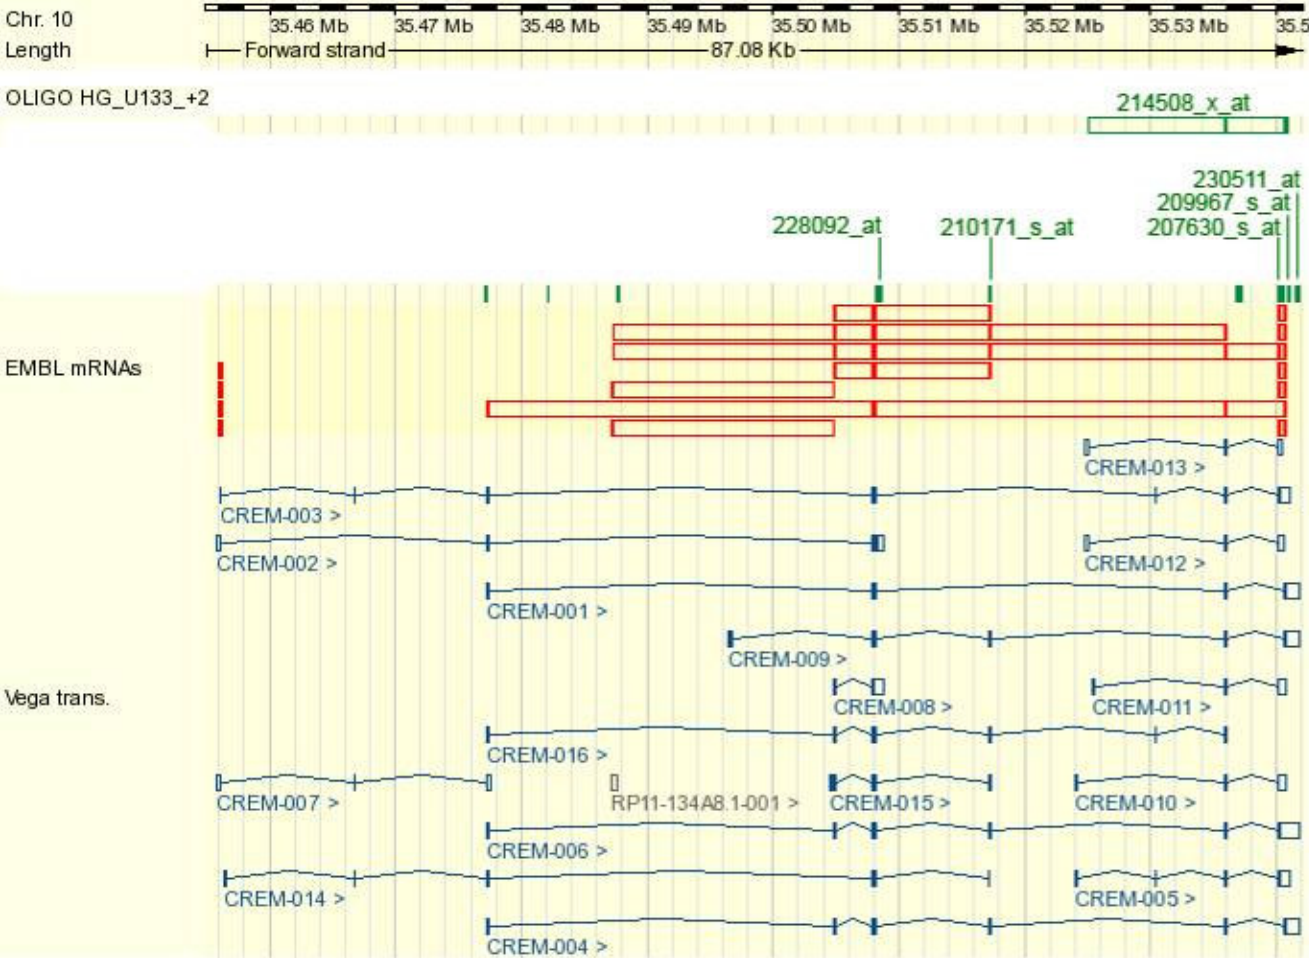 Chr. 10
35.46 Mb 35.47 Mb 35.48 Mb 35.49 Mb 35.50 Mb 35.51 Mb 35.52 Mb 35.53 Mb 35.5
Length Forward strand 87.08 Kb
OLIGO HG_U133_+2
214508_x_at
230511_at
209967_s_at
228092_at 210171_s_at 207630_s_at
EMBL mRNAs
CREM-013 >
CREM-003 >
CREM-002 > CREM-012 >
CREM-001 >
CREM-009 >
Vega trans.
CREM-008 > CREM-011 >
CREM-016 >
CREM-007 > RP11-134A8.1-001 > CREM-015 > CREM-010 >
CREM-006 >
CREM-014 > CREM-005 >
CREM-004 >